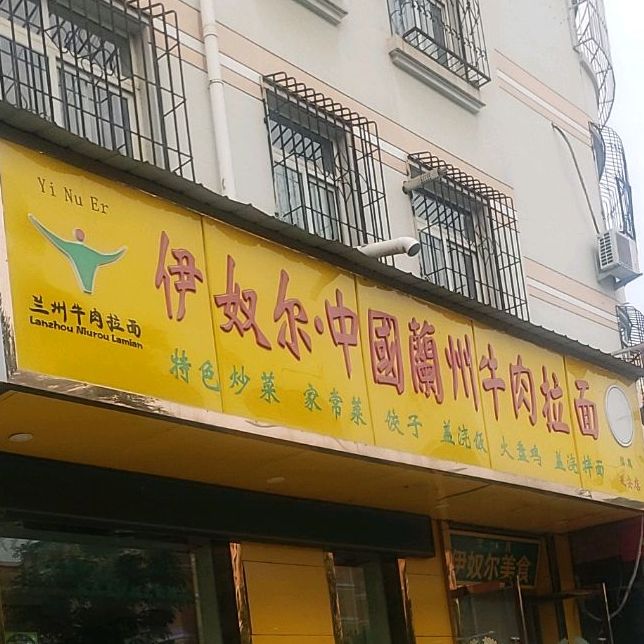 Yi Nu Er
兰州牛肉拉面
Lanzhou Niurou Lamian
伊奴尔·中國蘭州牛肉拉面
特色炒菜 家常菜 饺子 盖浇饭 火盘鸡 盖浇拌面
伊奴尔美食